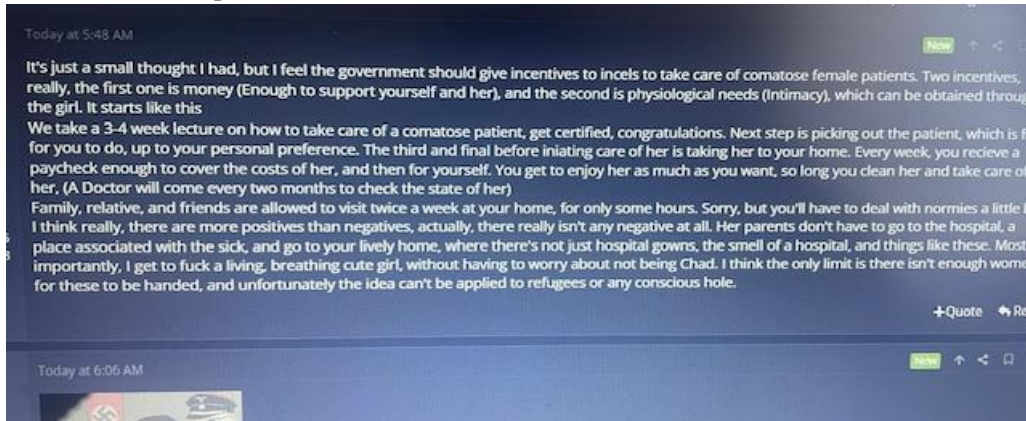 Today at 5:48 AM
New
It's just a small thought I had, but I feel the government should give incentives to incels to take care of comatose female patients. Two incentives,
really, the first one is money (Enough to support yourself and her), and the second is physiological needs (Intimacy), which can be obtained
the girl. It starts like this
We take a 3-4 week lecture on how to take care of a comatose patient, get certified, congratulations. Next step is picking out the patient, which is
for you to do, up to your personal preference. The third and final before iniating care of her is taking her to your home. Every week, you recieve a
paycheck enough to cover the costs of her, and then for yourself. You get to enjoy her as much as you want, so long you clean her and take care
her, (A Doctor will come every two months to check the state of her)
Family, relative, and friends are allowed to visit twice a week at your home, for only some hours. Sorry, but you'll have to deal with normies a little
I think really, there are more positives than negatives, actually, there really isn't any negative at all. Her parents don't have to go to the hospital, a
place associated with the sick, and go to your lively home, where there's not just hospital gowns, the smell of a hospital, and things like these. Most
importantly, I get to fuck a living, breathing cute girl, without having to worry about not being Chad. I think the only limit is there isn't enough
for these to be handed, and unfortunately the idea can't be applied to refugees or any conscious hole.
+Quote
Today at 6:06 AM
New